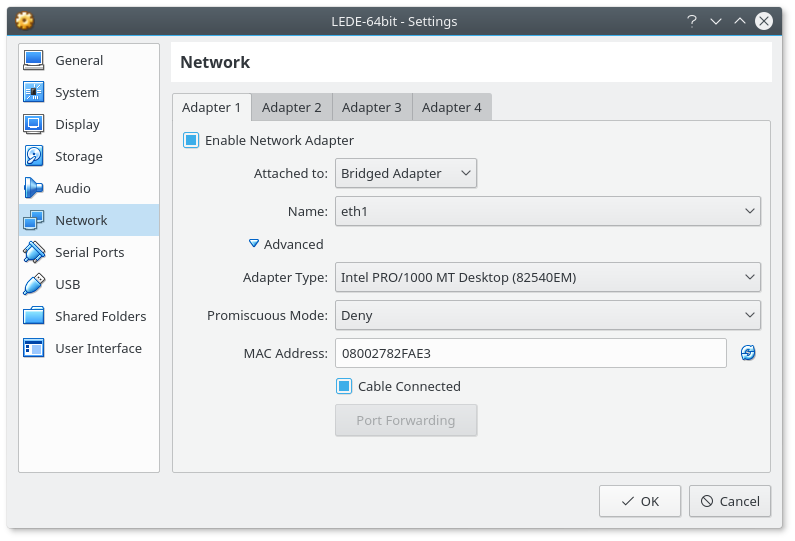 LEDE-64bit - Settings
General
System
Display
Storage
Audio
Network
Serial Ports
USB
Shared Folders
User Interface
Network
Adapter 1 Adapter 2 Adapter 3 Adapter 4
Enable Network Adapter
Attached to: Bridged Adapter
Name: eth1
Advanced
Adapter Type: Intel PRO/1000 MT Desktop (82540EM)
Promiscuous Mode: Deny
MAC Address: 08002782FAE3
Cable Connected
Port Forwarding
OK Cancel